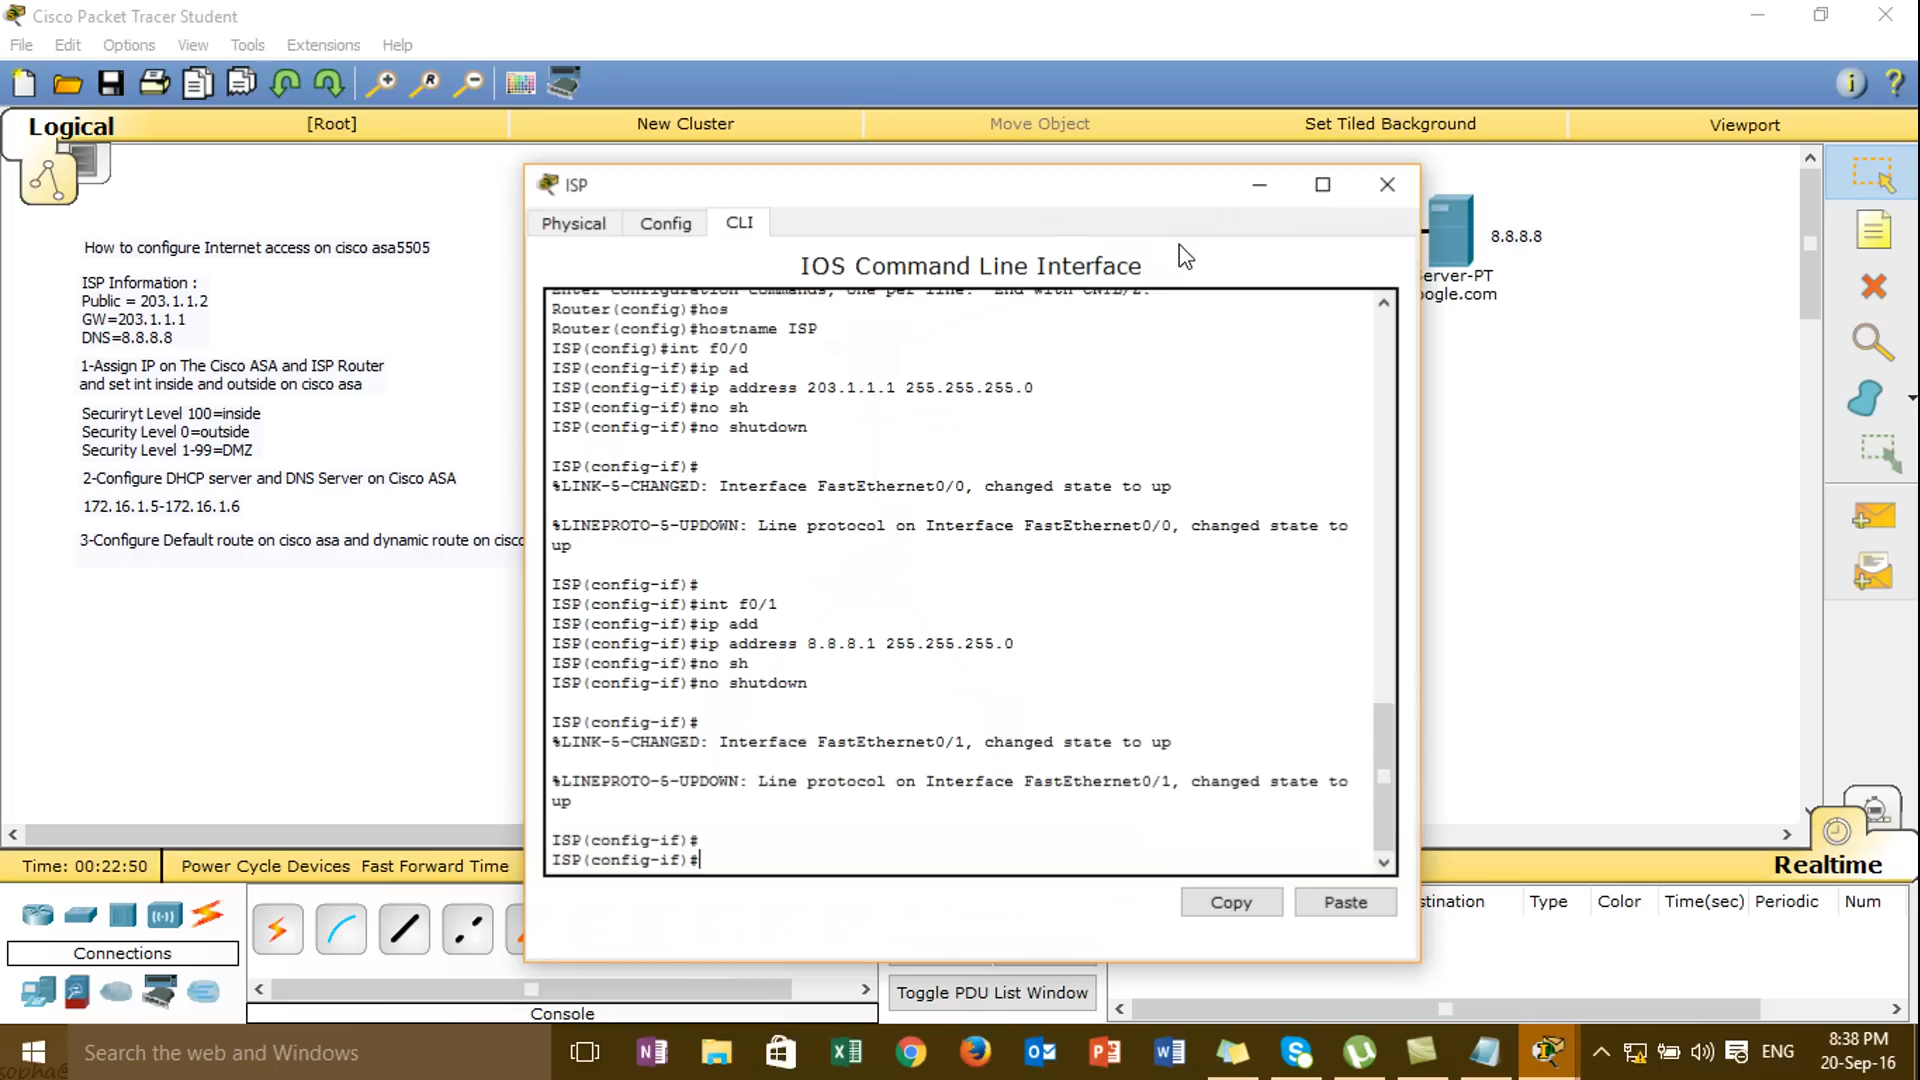 Cisco Packet Tracer Student
File Edit Options View Tools Extensions Help
Logical [Root] New Cluster Move Object Set Tiled Background Viewport
How to configure Internet access on cisco asa5505
ISP Information :
Public = 203.1.1.2
GW=203.1.1.1
DNS=8.8.8.8
1-Assign IP on The Cisco ASA and ISP Router
and set int inside and outside on cisco asa
Securiryt Level 100=inside
Security Level 0=outside
Security Level 1-99=DMZ
2-Configure DHCP server and DNS Server on Cisco ASA
172.16.1.5-172.16.1.6
3-Configure Default route on cisco asa and dynamic route on cisco
ISP
Physical Config CLI
IOS Command Line Interface
Enter configuration commands, one per line. End with CNTL/Z.
Router(config)#hos
Router(config)#hostname ISP
ISP(config)#int f0/0
ISP(config-if)#ip ad
ISP(config-if)#ip address 203.1.1.1 255.255.255.0
ISP(config-if)#no sh
ISP(config-if)#no shutdown
ISP(config-if)#
%LINK-5-CHANGED: Interface FastEthernet0/0, changed state to up
%LINEPROTO-5-UPDOWN: Line protocol on Interface FastEthernet0/0, changed state to
up
ISP(config-if)#
ISP(config-if)#int f0/1
ISP(config-if)#ip add
ISP(config-if)#ip address 8.8.8.1 255.255.255.0
ISP(config-if)#no sh
ISP(config-if)#no shutdown
ISP(config-if)#
%LINK-5-CHANGED: Interface FastEthernet0/1, changed state to up
%LINEPROTO-5-UPDOWN: Line protocol on Interface FastEthernet0/1, changed state to
up
ISP(config-if)#
ISP(config-if)#
Copy Paste
8.8.8.8
erver-PT
ogle.com
Time: 00:22:50 Power Cycle Devices Fast Forward Time
Realtime
Connections
Console
Toggle PDU List Window
stination Type Color Time(sec) Periodic Num
Search the web and Windows
ENG
8:38 PM
20-Sep-16
sopha@